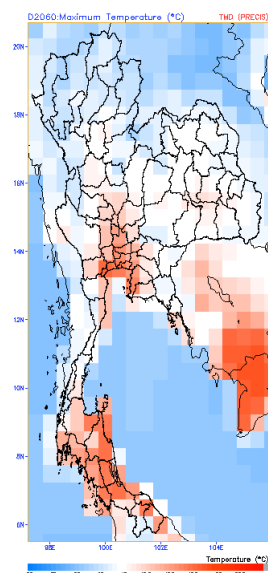 D2060:Maximum Temperature (°C) TMD (PRECIS)
20N
18N
16N
14N
12N
10N
8N
6N
98E 100E 102E 104E
Temperature (°C)